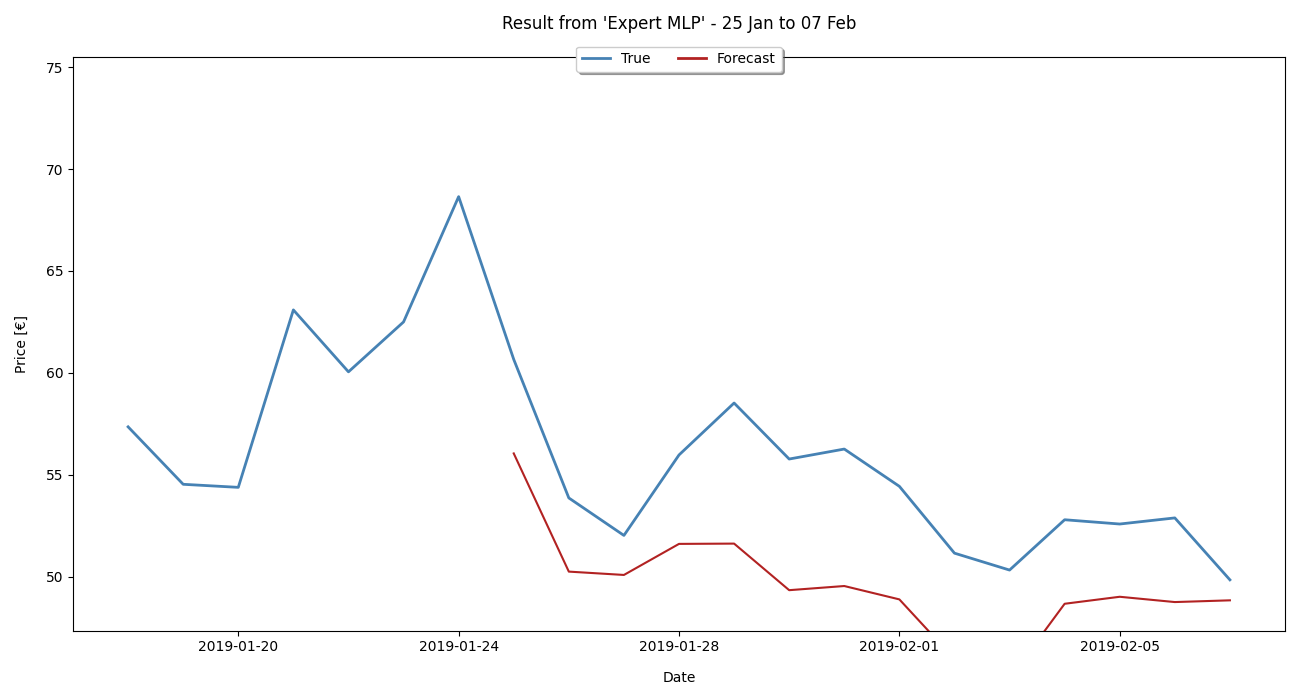 Result from 'Expert MLP' - 25 Jan to 07 Feb
True Forecast
75
70
65
60
55
50
Price [€]
2019-01-20 2019-01-24 2019-01-28 2019-02-01 2019-02-05
Date